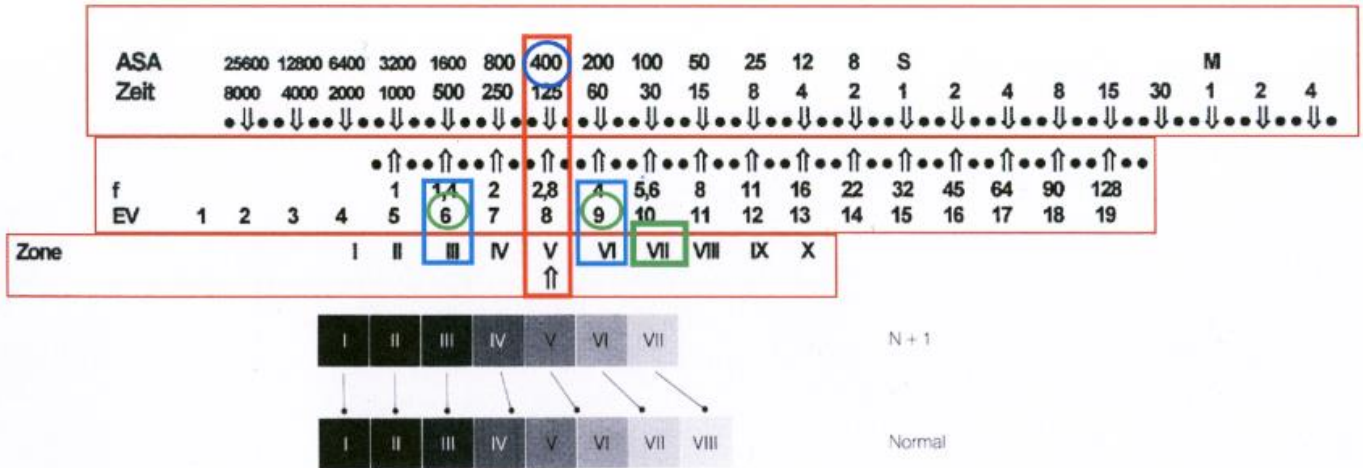 ASA 25600 12800 6400 3200 1600 800 400 200 100 50 25 12 8 S M
Zeit 8000 4000 2000 1000 500 250 125 60 30 15 8 4 2 1 2 4 8 15 30 1 2 4
f 1 1,4 2 2,8 4 5,6 8 11 16 22 32 45 64 90 128
EV 1 2 3 4 5 6 7 8 9 10 11 12 13 14 15 16 17 18 19
Zone I II III IV V VI VII VIII IX X
I II III IV V VI VII N + 1
I II III IV V VI VII VIII Normal